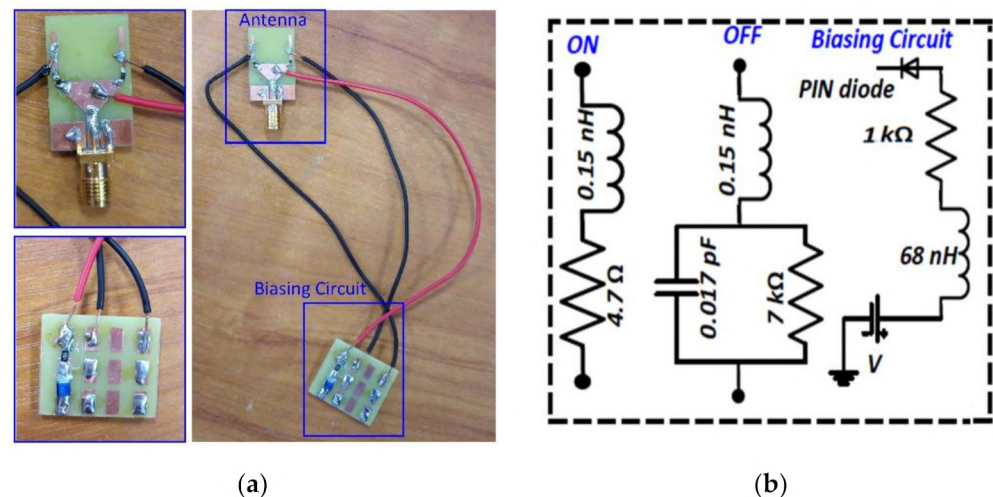 Antenna
Biasing Circuit
ON
OFF
Biasing Circuit
PIN diode
0.15 nH
0.15 nH
1 kΩ
4.7 Ω
0.017 pF
7 kΩ
68 nH
V
(a)
(b)